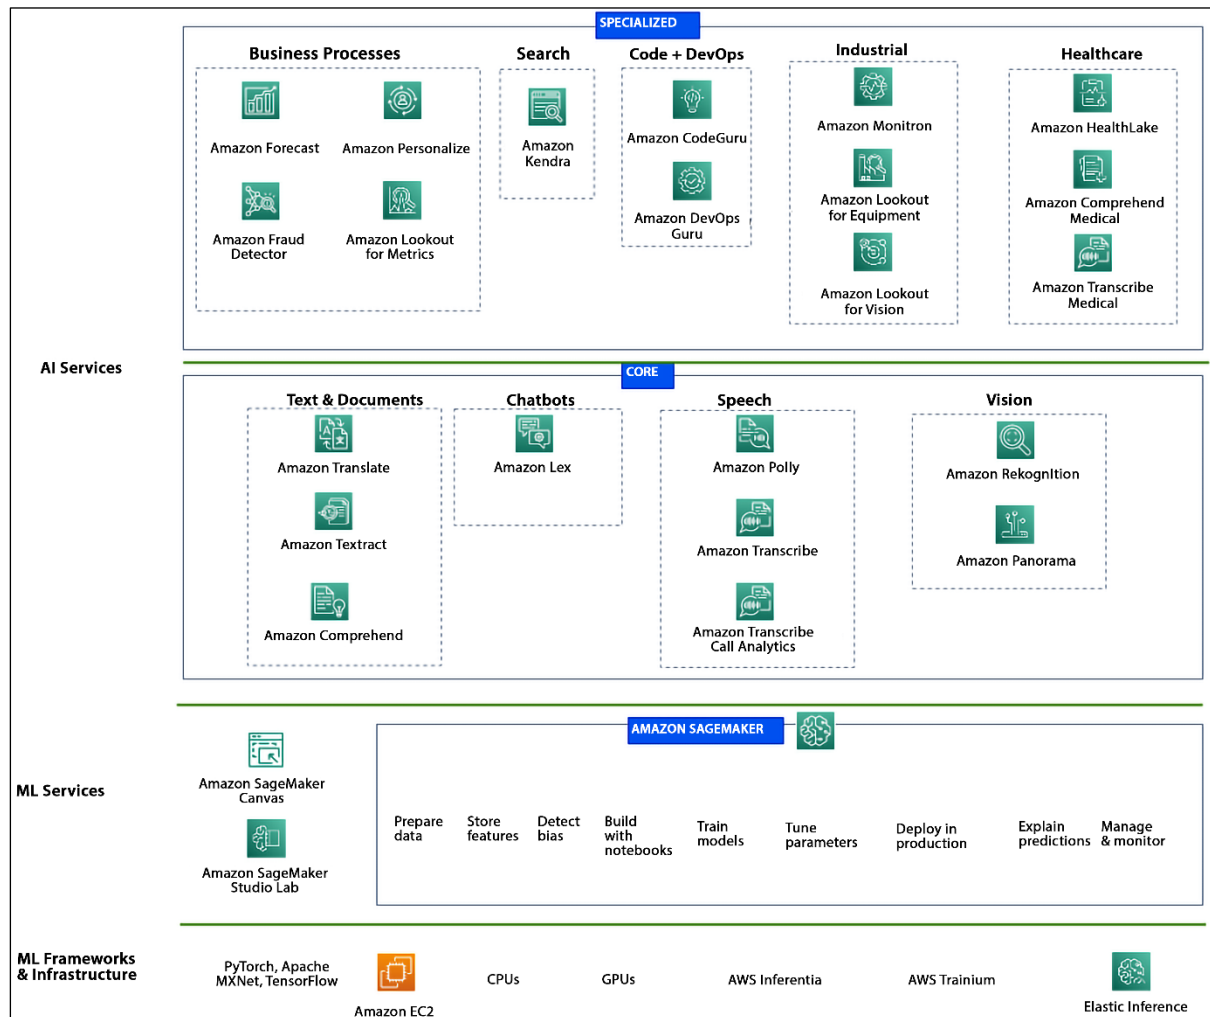 SPECIALIZED
Business Processes
Search
Code + DevOps
Industrial
Healthcare
Amazon Forecast
Amazon Personalize
Amazon Fraud
Detector
Amazon Lookout
for Metrics
Amazon
Kendra
Amazon CodeGuru
Amazon DevOps
Guru
Amazon Monitron
Amazon Lookout
for Equipment
Amazon Lookout
for Vision
Amazon HealthLake
Amazon Comprehend
Medical
Amazon Transcribe
Medical
AI Services
CORE
Text & Documents
Chatbots
Speech
Vision
Amazon Translate
Amazon Textract
Amazon Comprehend
Amazon Lex
Amazon Polly
Amazon Transcribe
Amazon Transcribe
Call Analytics
Amazon RekognItion
Amazon Panorama
ML Services
Amazon SageMaker
Canvas
Amazon SageMaker
Studio Lab
AMAZON SAGEMAKER
Prepare
data
Store
features
Detect
bias
Build
with
notebooks
Train
models
Tune
parameters
Deploy in
production
Explain
predictions
Manage
& monitor
ML Frameworks
& Infrastructure
PyTorch, Apache
MXNet, TensorFlow
Amazon EC2
CPUs
GPUs
AWS Inferentia
AWS Trainium
Elastic Inference